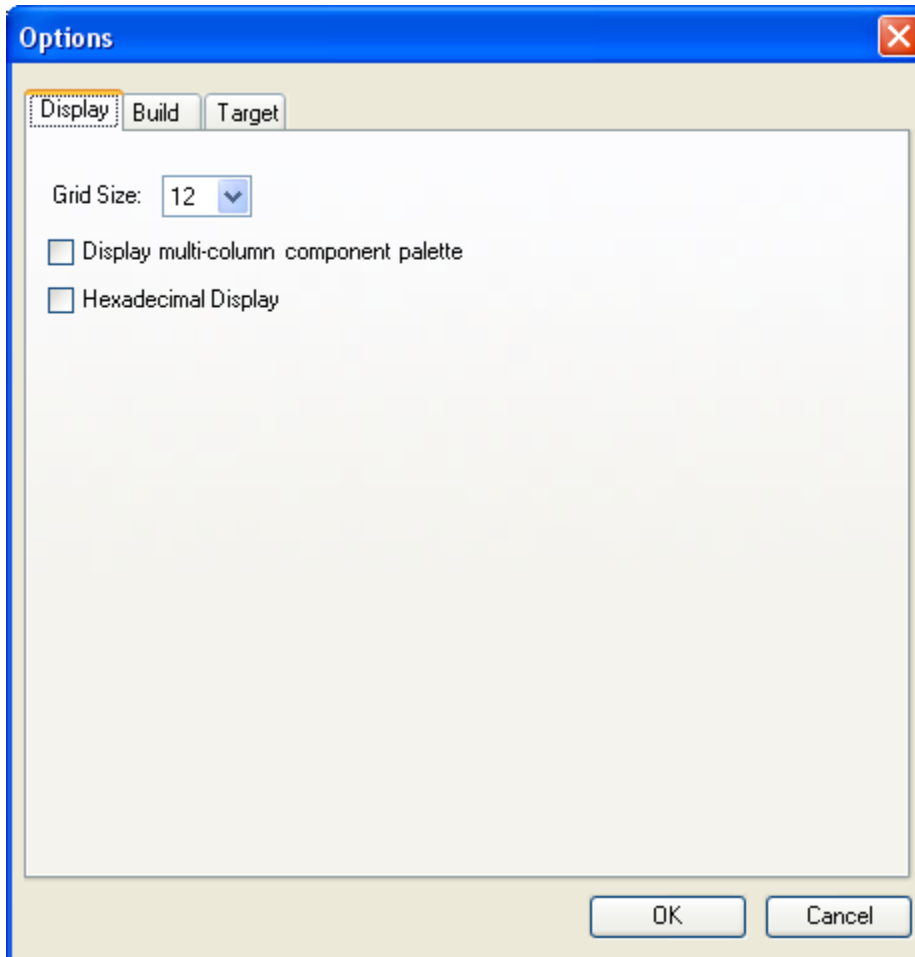 Options
Display Build Target
Grid Size: 12
Display multi-column component palette
Hexadecimal Display
OK Cancel